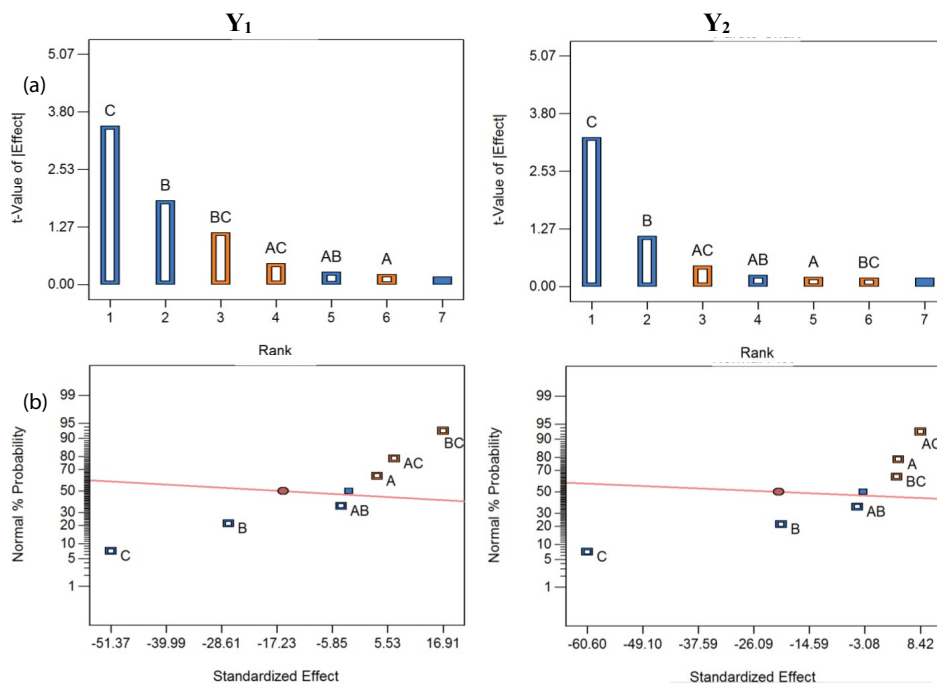 Y₁ Y₂
(a)
t-Value of |Effect|
5.07
3.80
2.53
1.27
0.00
C
B
BC
AC
AB
A
1 2 3 4 5 6 7
Rank
t-Value of |Effect|
5.07
3.80
2.53
1.27
0.00
C
B
AC
AB
A
BC
1 2 3 4 5 6 7
Rank
(b)
Normal % Probability
99
95
90
80
70
50
30
20
10
5
1
BC
AC
A
AB
B
C
-51.37 -39.99 -28.61 -17.23 -5.85 5.53 16.91
Standardized Effect
Normal % Probability
99
95
90
80
70
50
30
20
10
5
1
AC
A
BC
AB
B
C
-60.60 -49.10 -37.59 -26.09 -14.59 -3.08 8.42
Standardized Effect